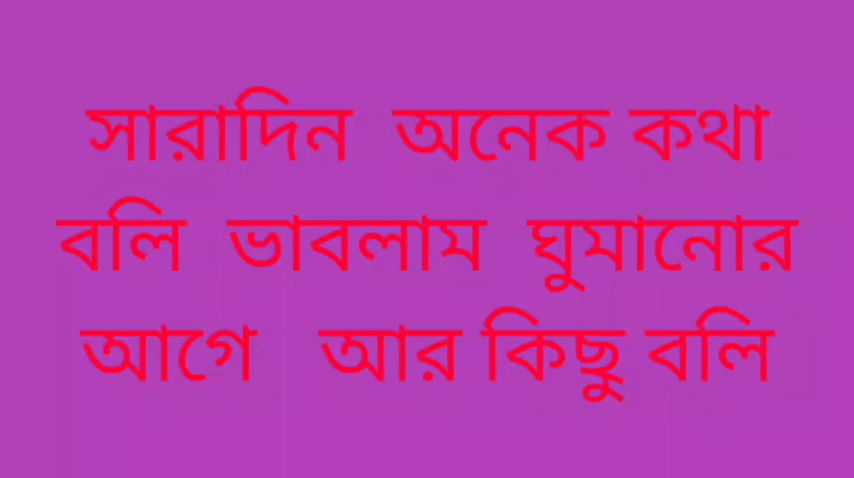 সারাদিন অনেক কথা
বলি ভাবলাম ঘুমানোর
আগে আর কিছু বলি